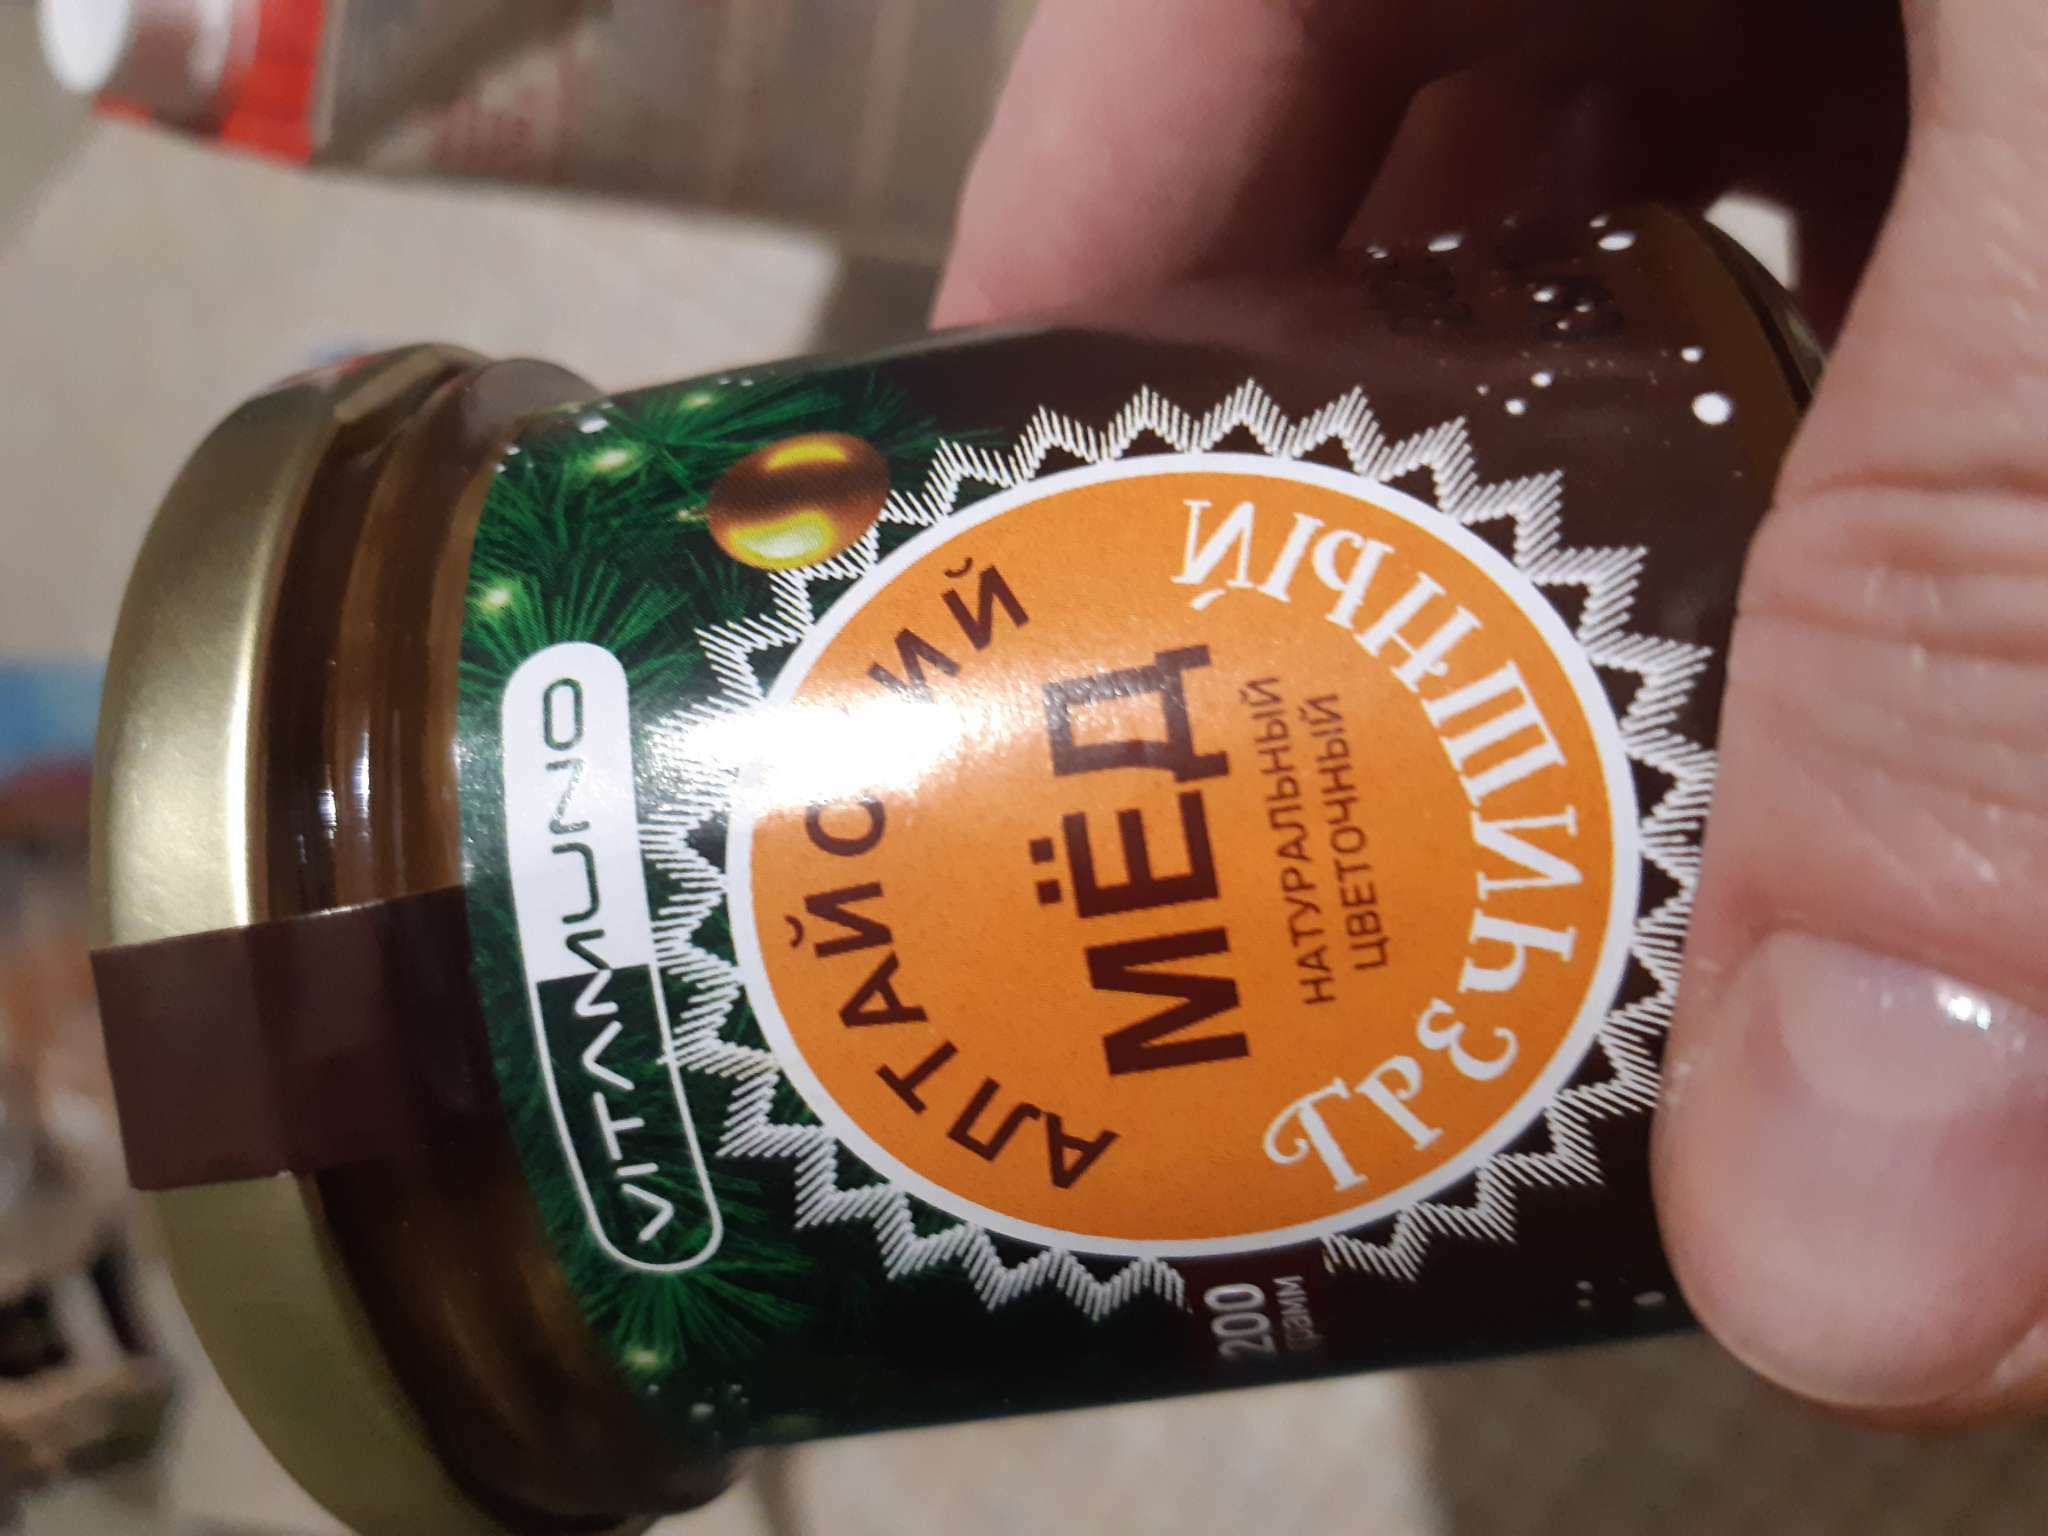 VITAMUNO
АЛТАЙСКИЙ
МЁД
НАТУРАЛЬНЫЙ
ЦВЕТОЧНЫЙ
ГРЕЧИШНЫЙ
200
грамм